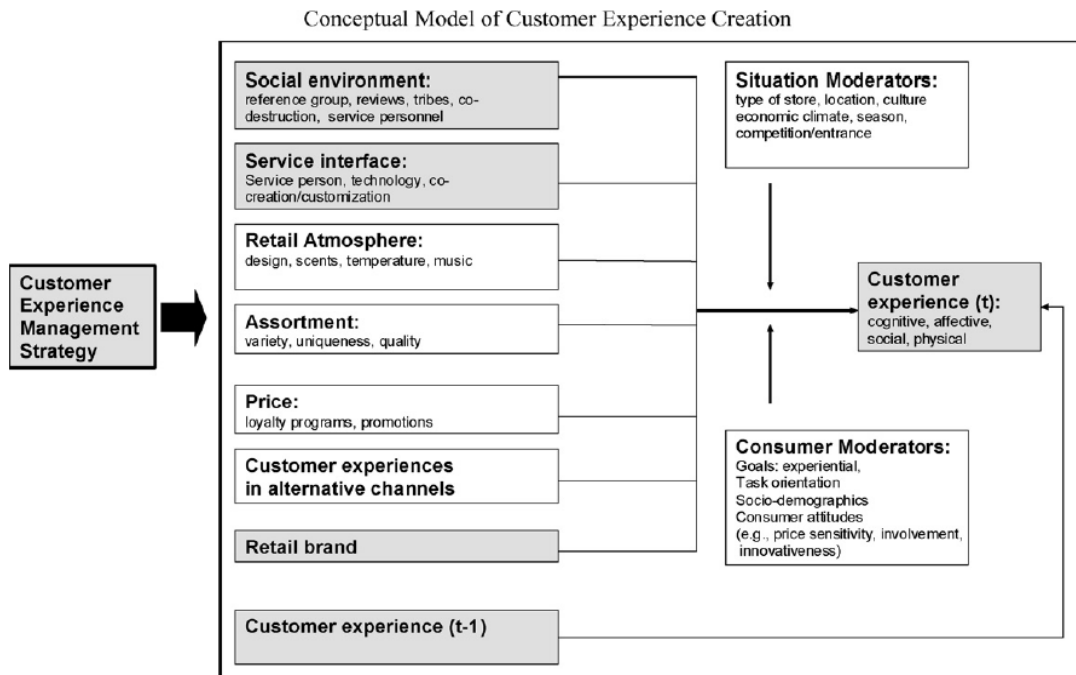 Conceptual Model of Customer Experience Creation
Social environment:
reference group, reviews, tribes, co-
destruction, service personnel
Service interface:
Service person, technology, co-
creation/customization
Retail Atmosphere:
design, scents, temperature, music
Assortment:
variety, uniqueness, quality
Price:
loyalty programs, promotions
Customer experiences
in alternative channels
Retail brand
Customer experience (t-1)
Customer
Experience
Management
Strategy
Situation Moderators:
type of store, location, culture
economic climate, season,
competition/entrance
Customer
experience (t):
cognitive, affective,
social, physical
Consumer Moderators:
Goals: experiential,
Task orientation
Socio-demographics
Consumer attitudes
(e.g., price sensitivity, involvement,
innovativeness)